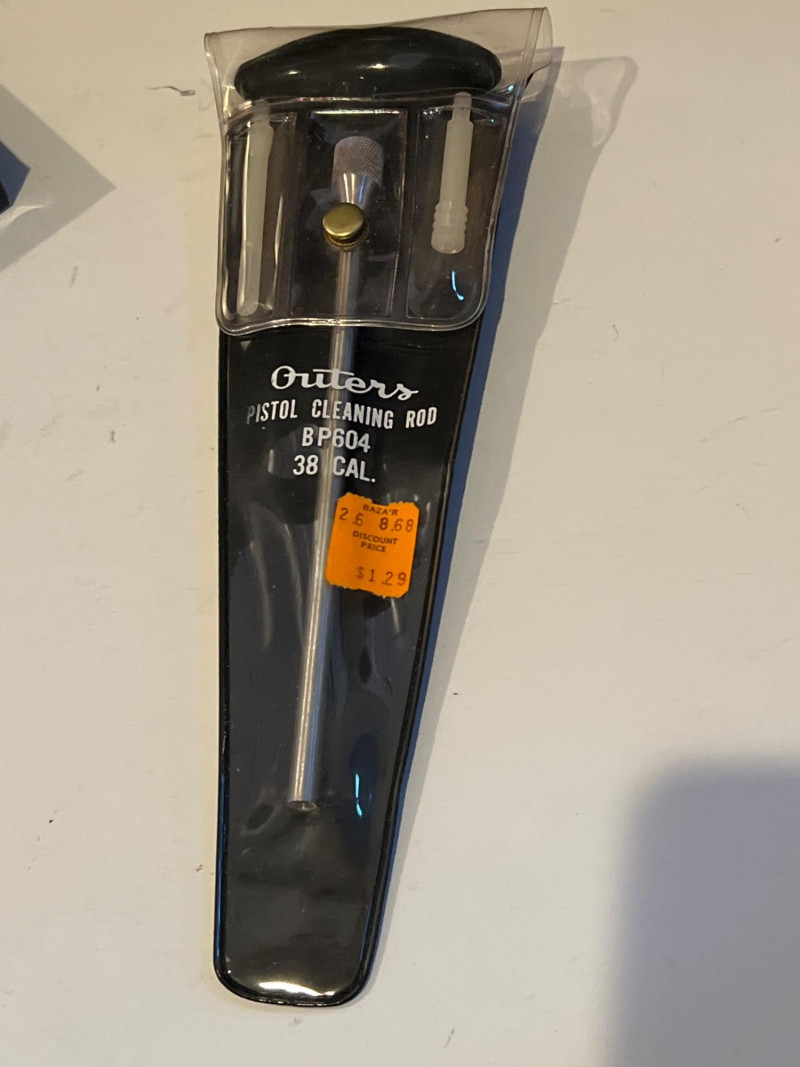 Outers
PISTOL CLEANING ROD
BP604
38 CAL.
BAZA'R
2.6 8.68
DISCOUNT
PRICE
$1.29